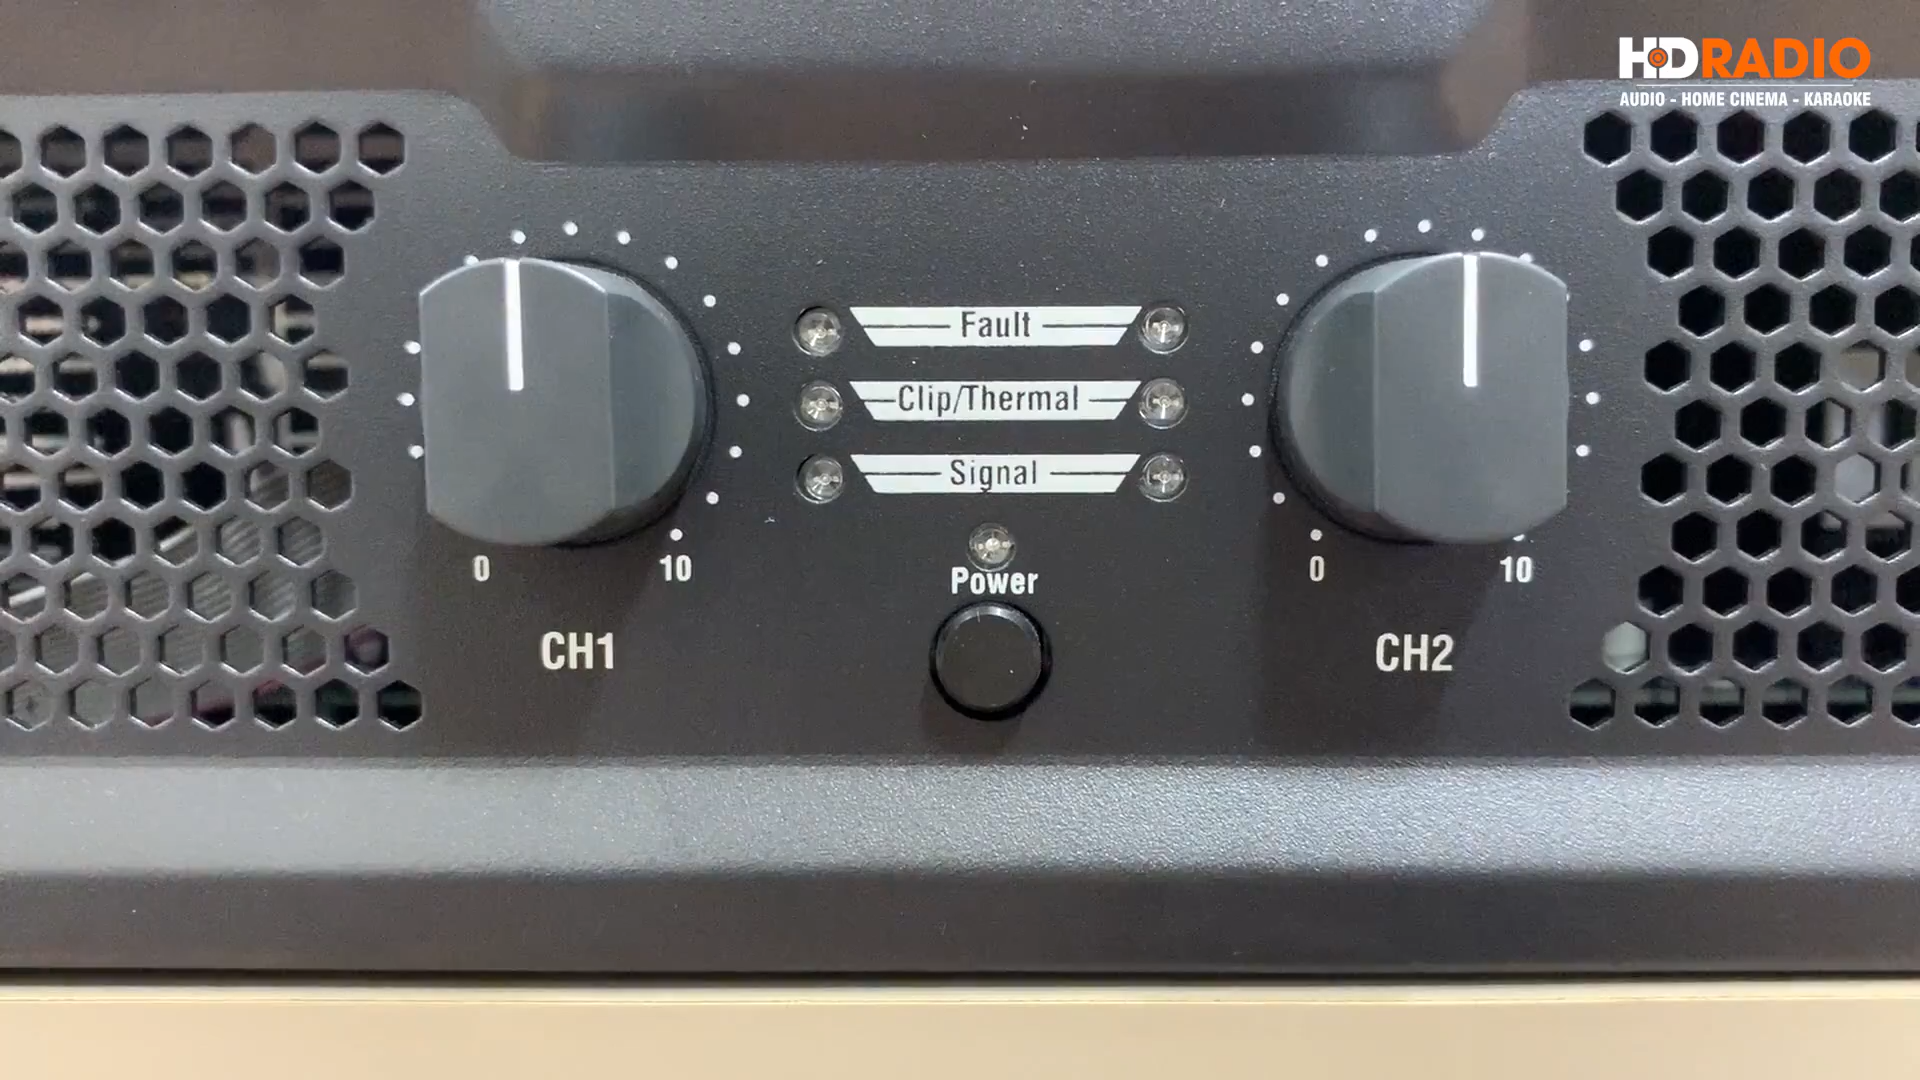 HDRADIO
AUDIO - HOME CINEMA - KARAOKE
Fault
Clip/Thermal
Signal
Power
0 10
0 10
CH1
CH2